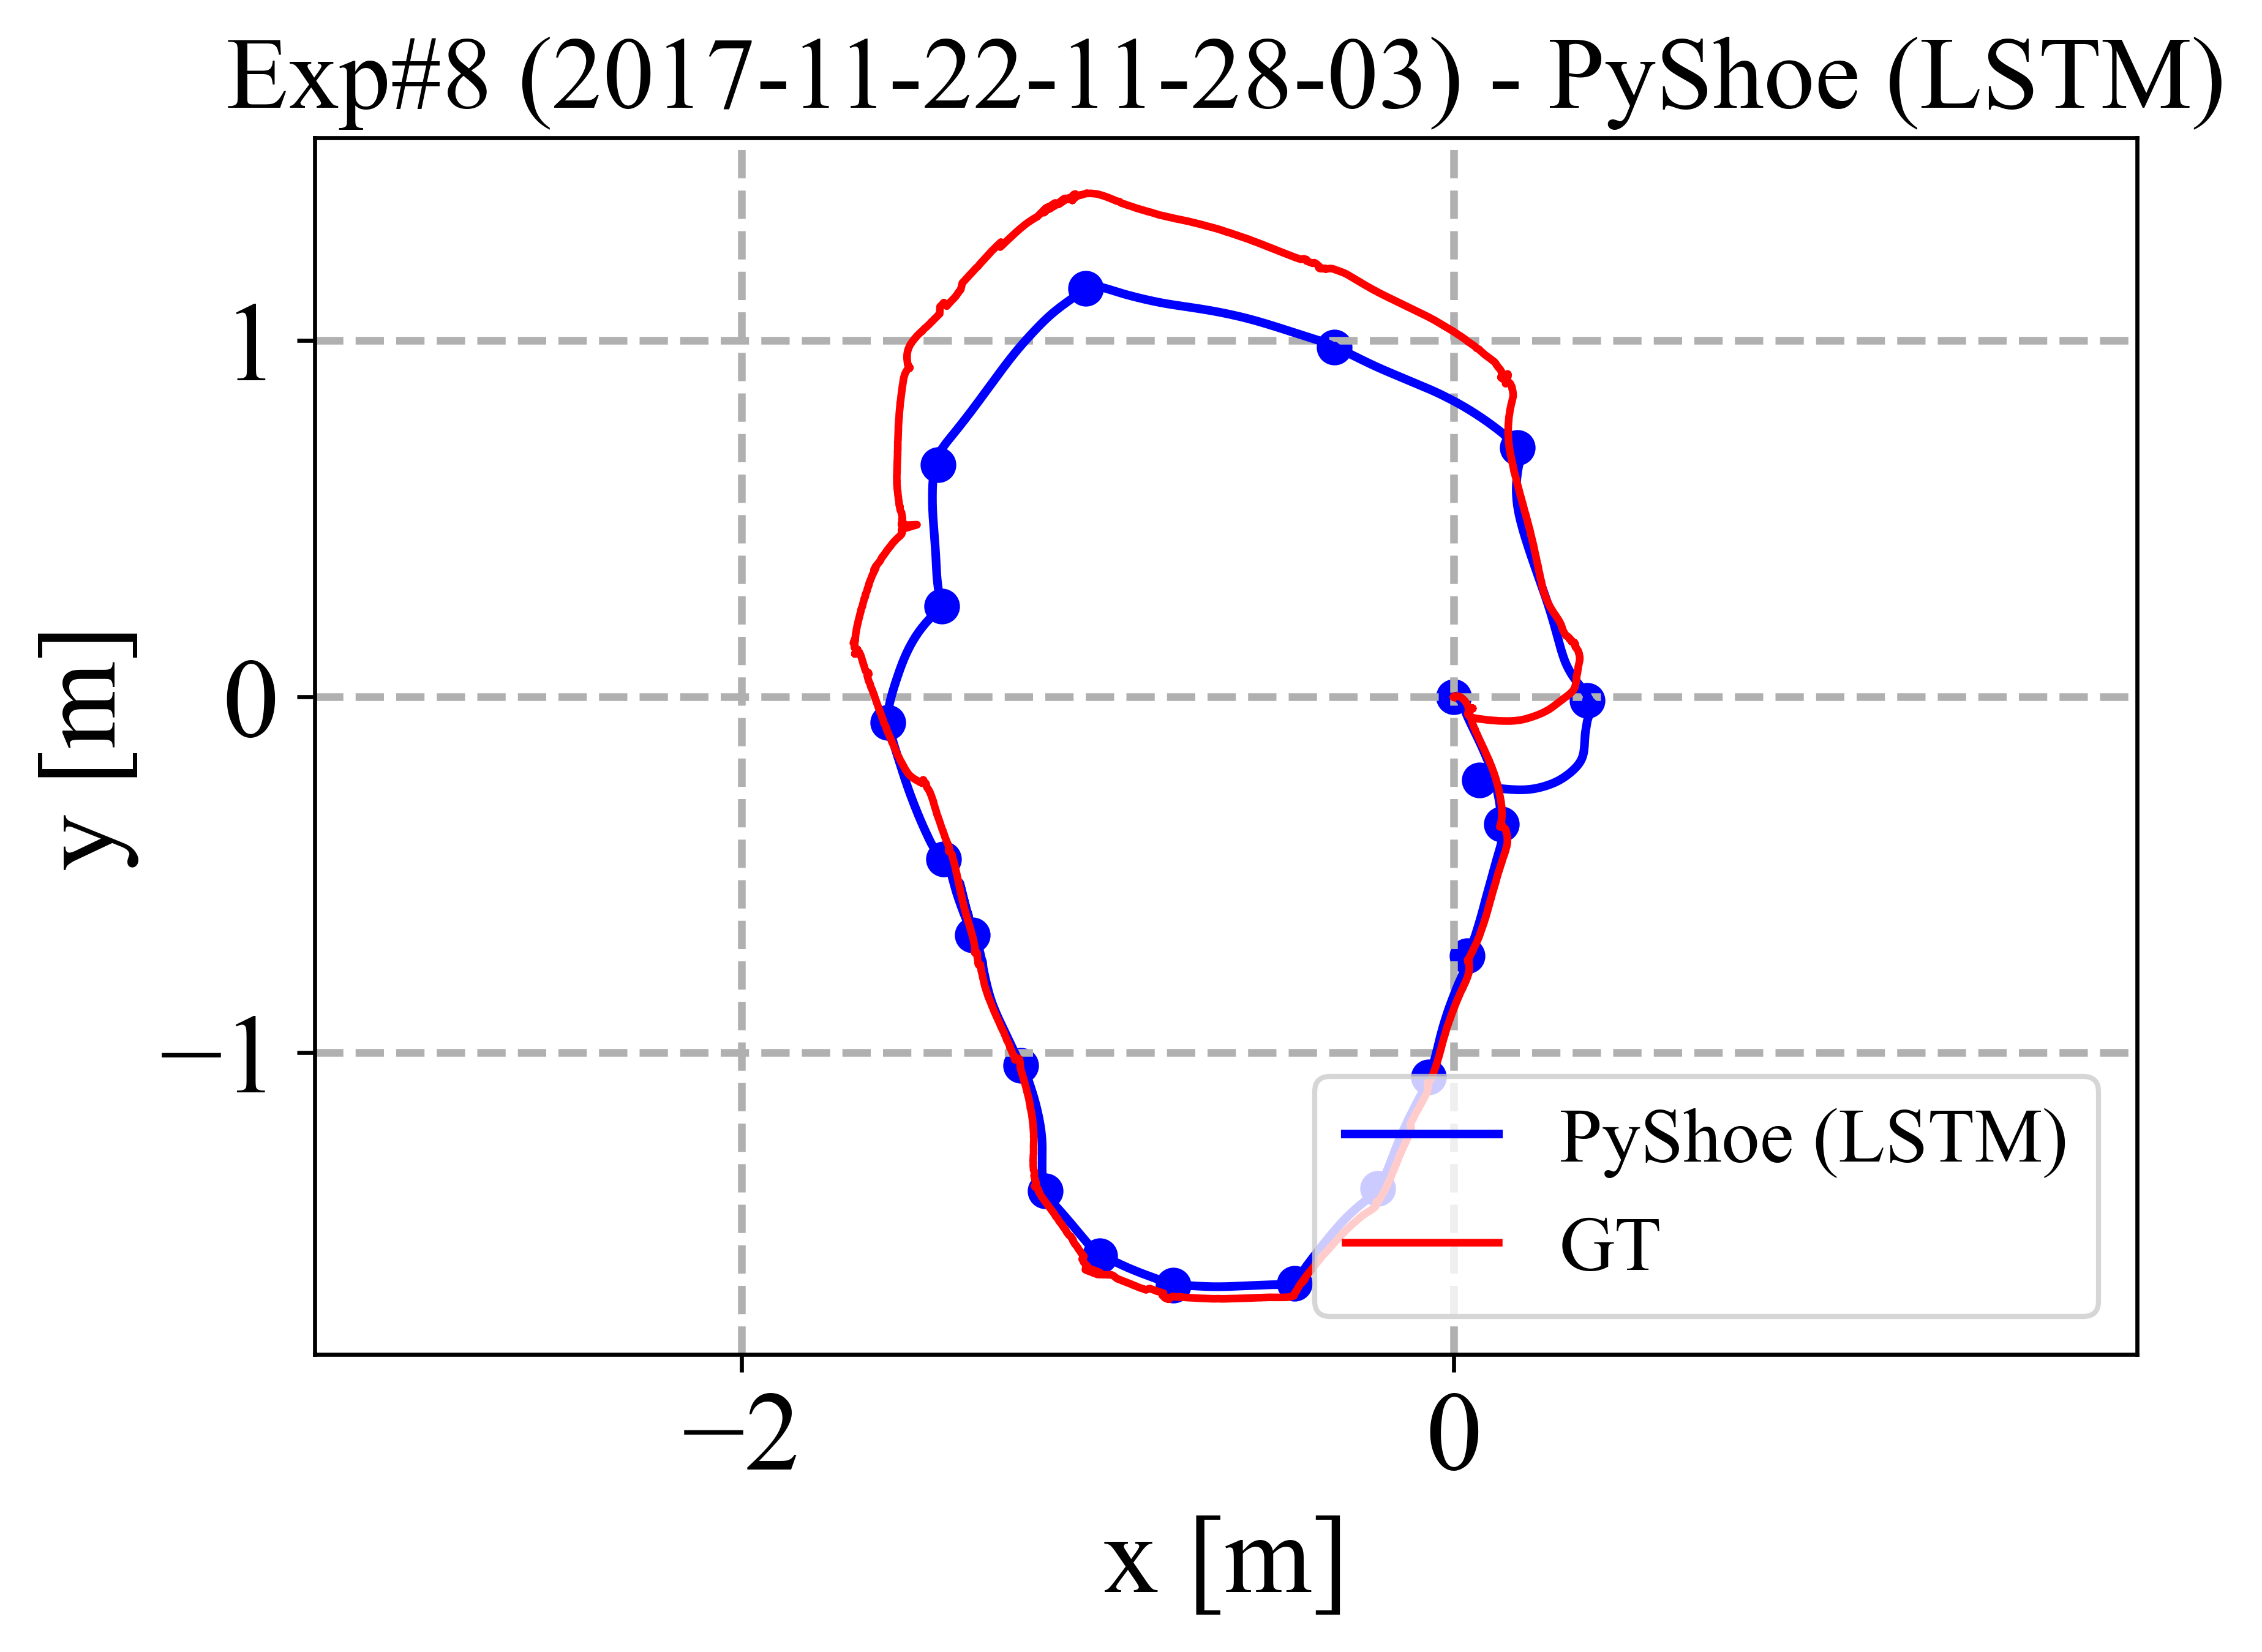 Exp#8 (2017-11-22-11-28-03) - PyShoe (LSTM)
1
0
−1
y [m]
PyShoe (LSTM)
GT
−2
0
x [m]